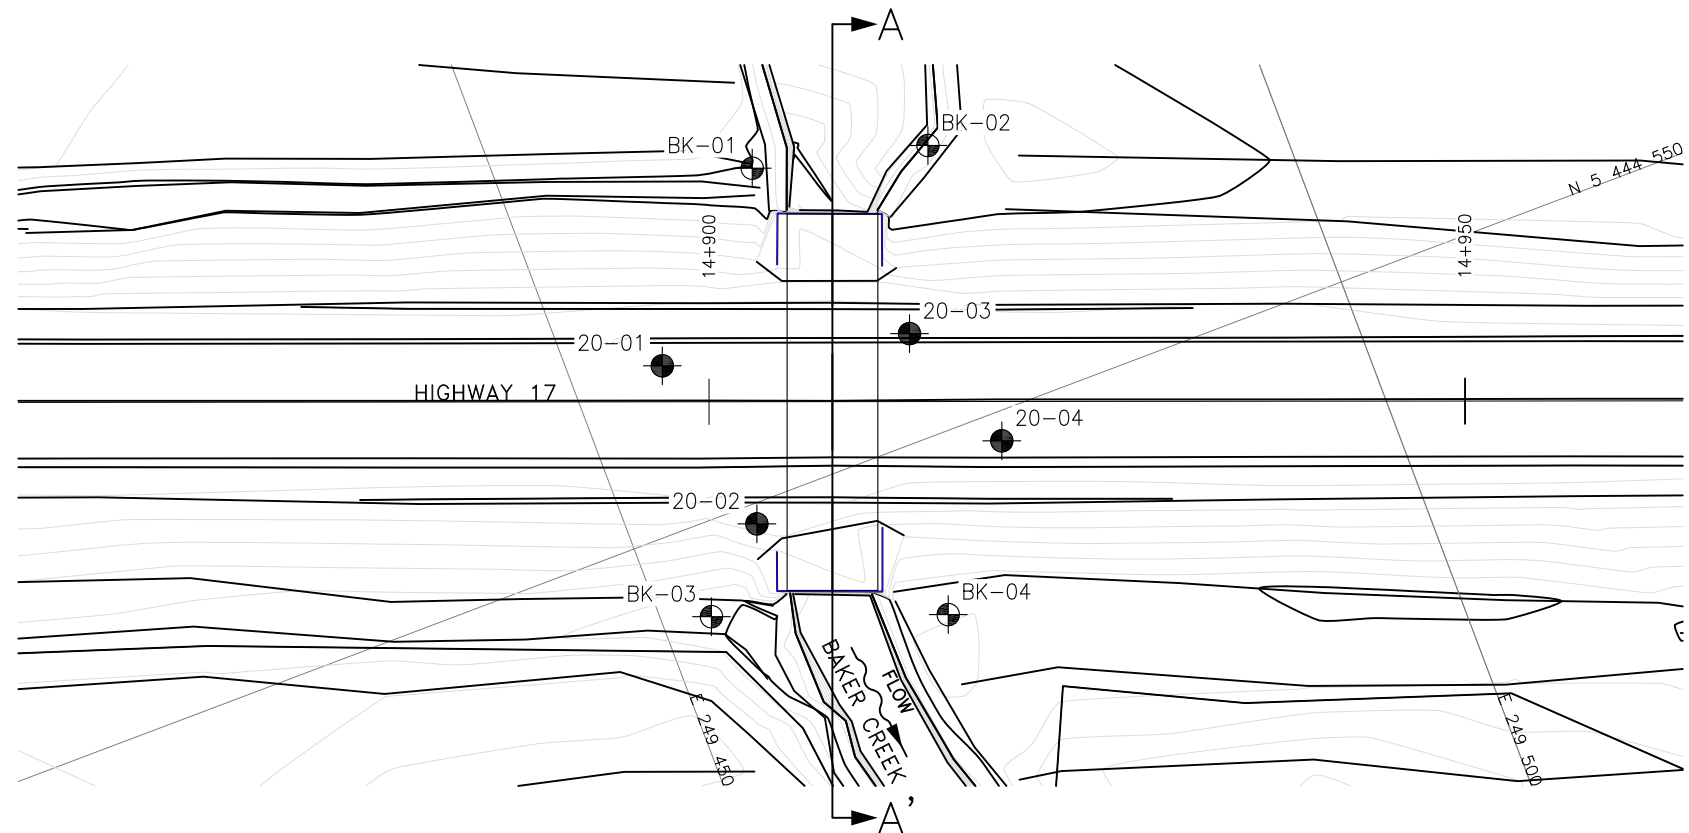 A
BK-01
BK-02
N 5 444 550
14+900
14+950
20-03
20-01
HIGHWAY 17
20-04
20-02
BK-03
BK-04
BAKER CREEK
FLOW
E 249 450
E 249 500
A'